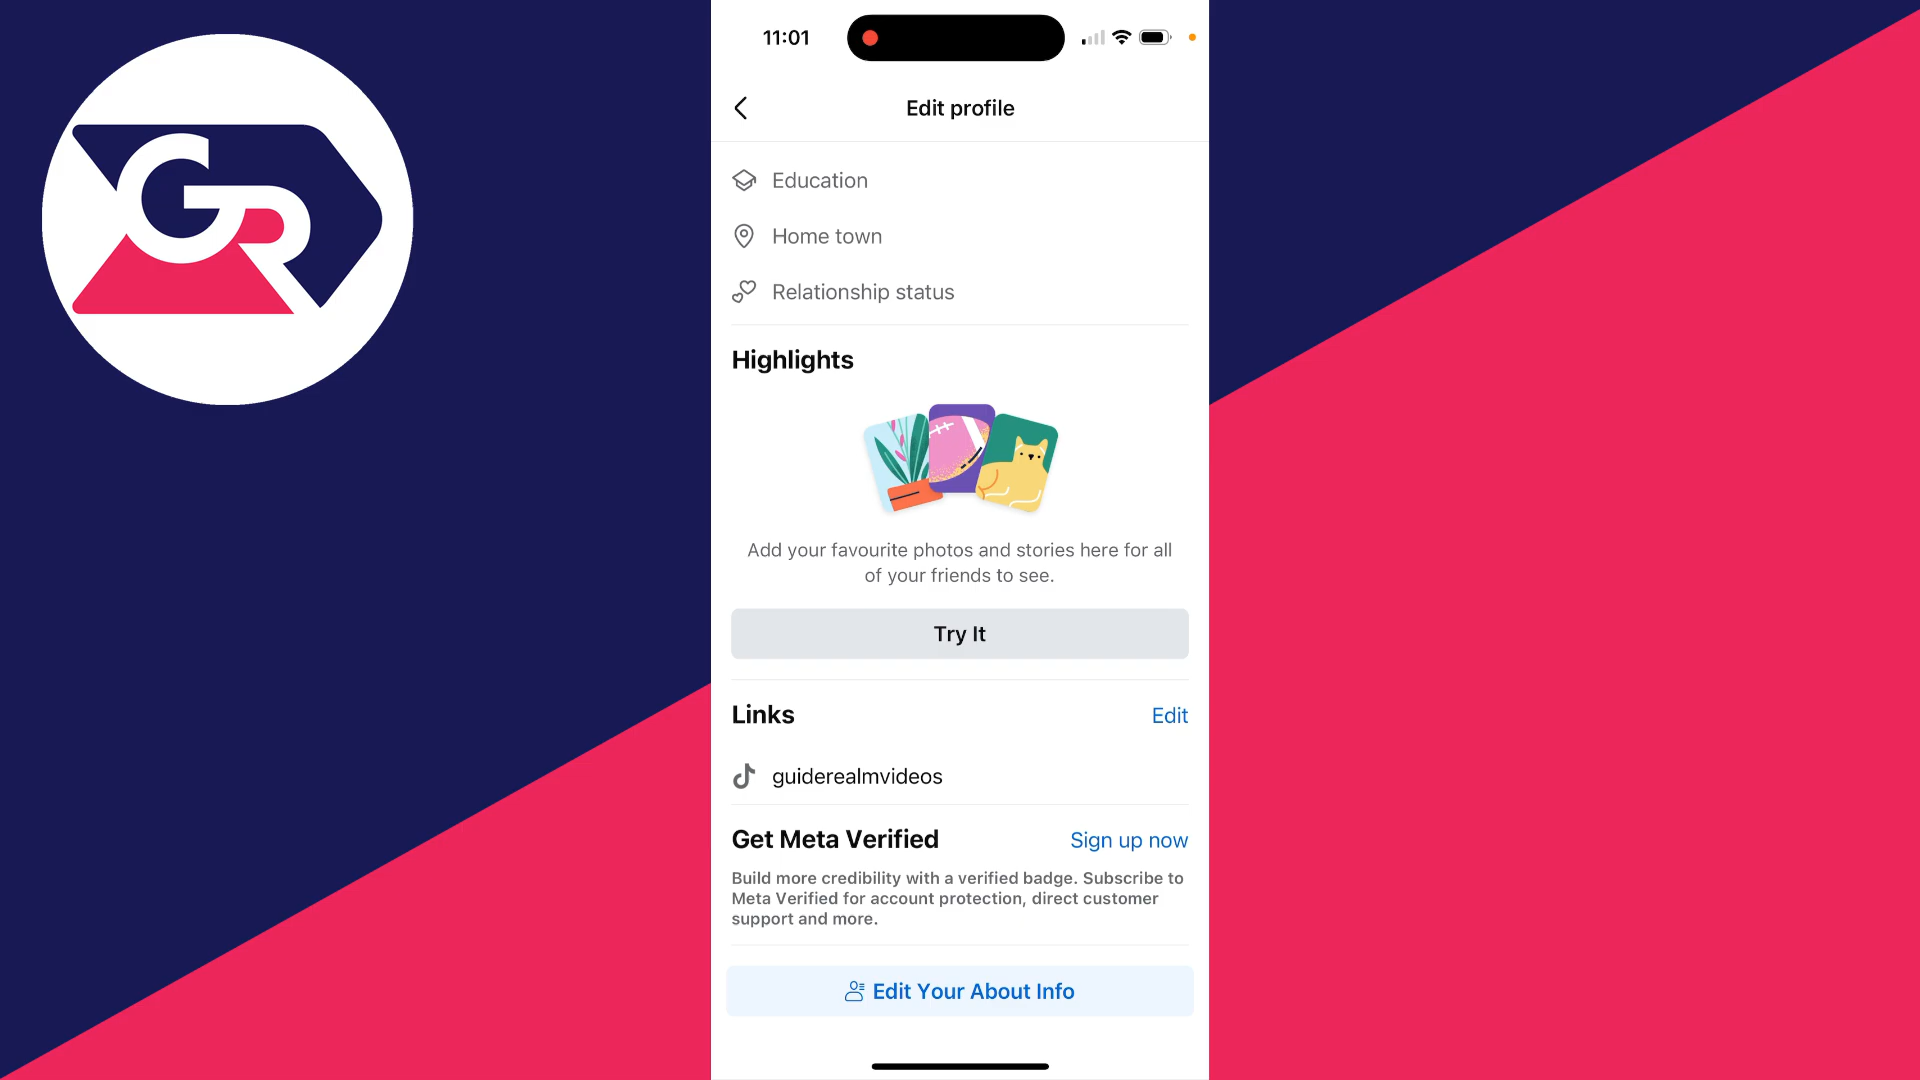 GR
11:01
Edit profile
Education
Home town
Relationship status
Highlights
Add your favourite photos and stories here for all
of your friends to see.
Try It
Links
Edit
guiderealmvideos
Get Meta Verified
Sign up now
Build more credibility with a verified badge. Subscribe to
Meta Verified for account protection, direct customer
support and more.
Edit Your About Info